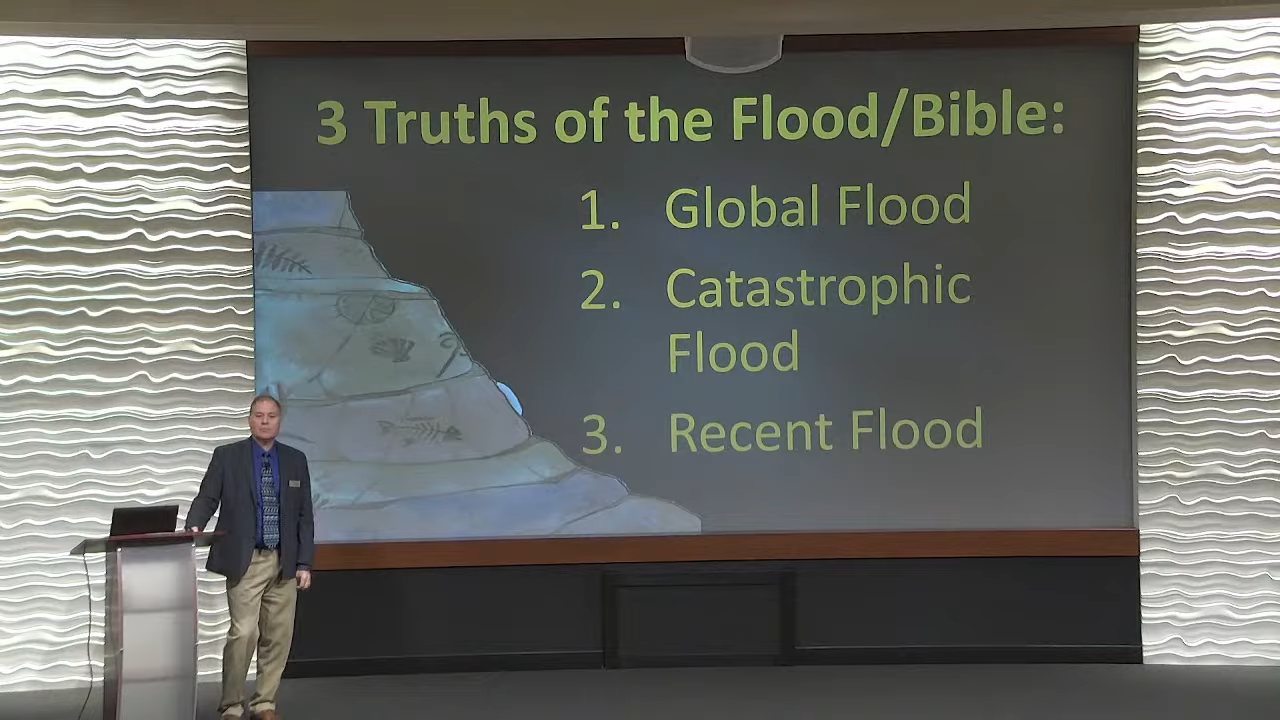 3 Truths of the Flood/Bible:
1. Global Flood
2. Catastrophic
Flood
3. Recent Flood